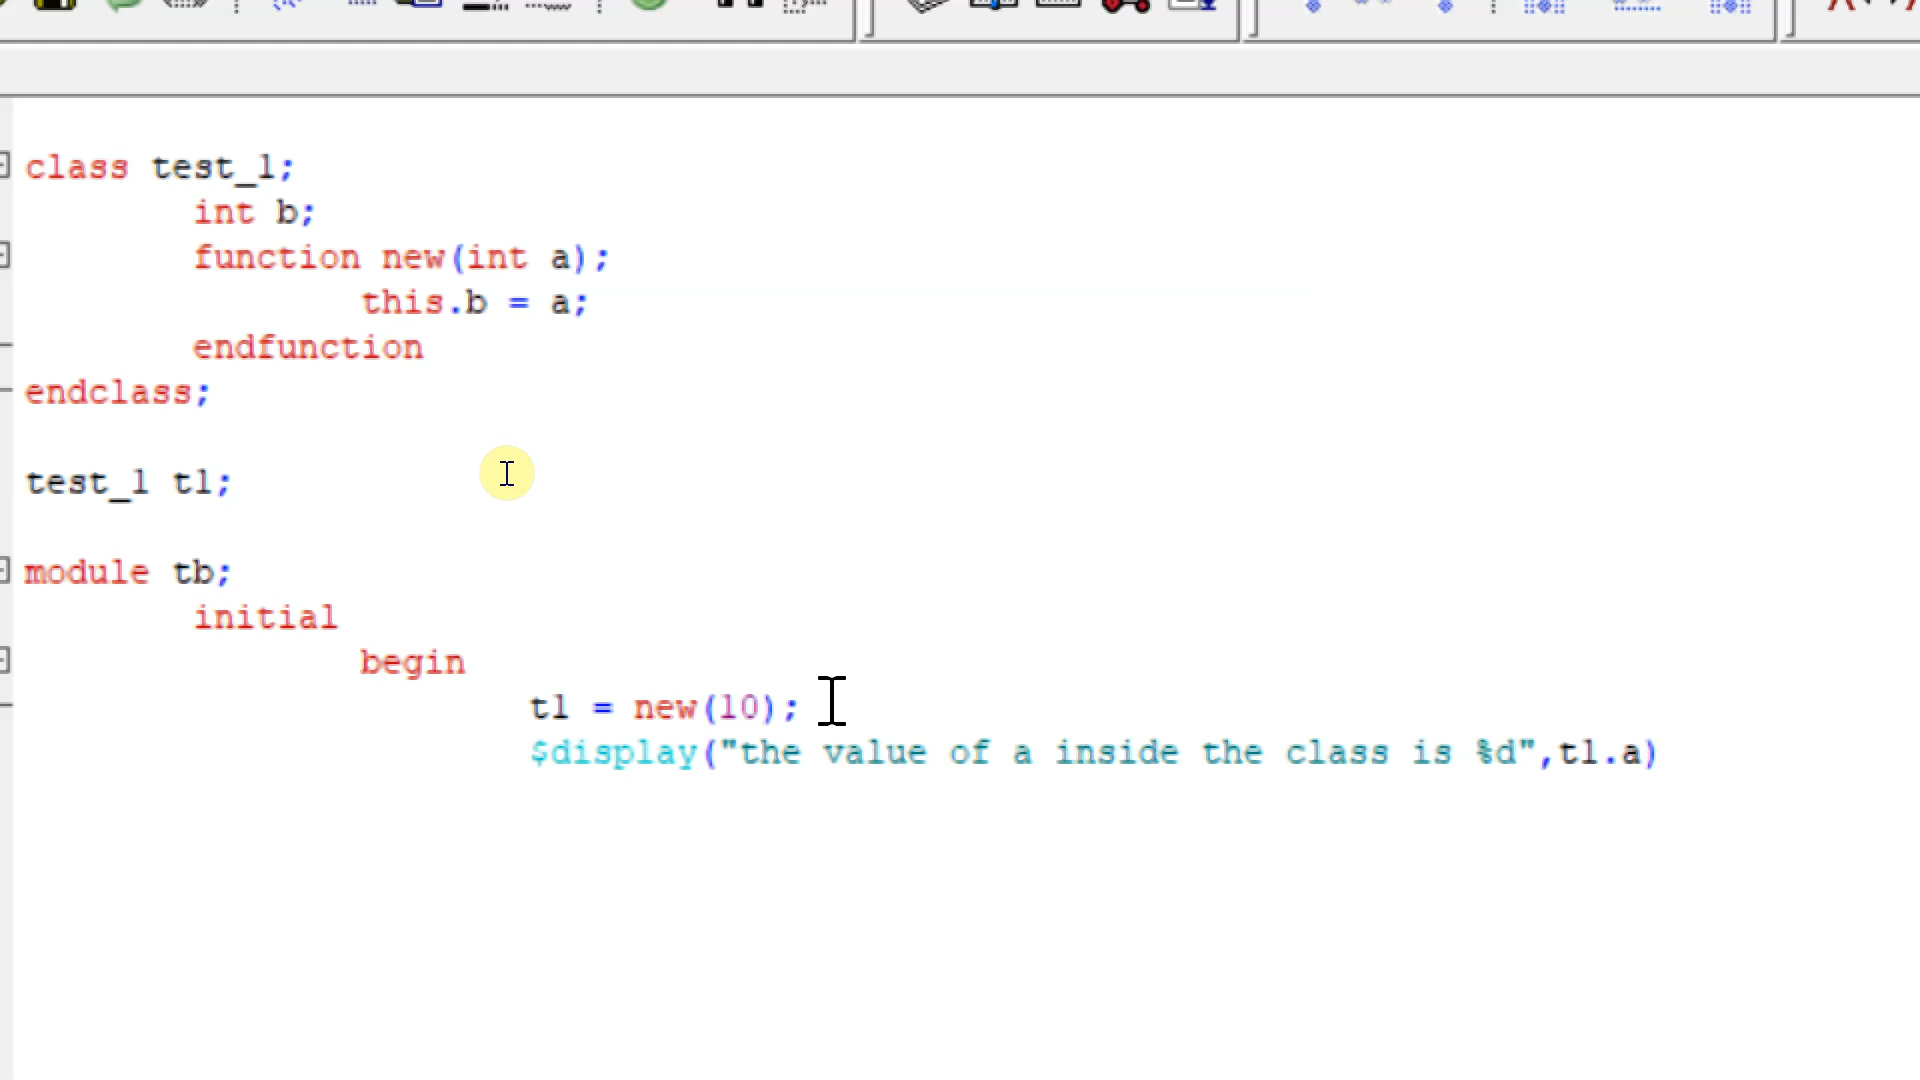 class test_1;
int b;
function new(int a);
this.b = a;
endfunction
endclass;
test_1 t1;
module tb;
initial
begin
t1 = new(10);
$display("the value of a inside the class is %d",t1.a)